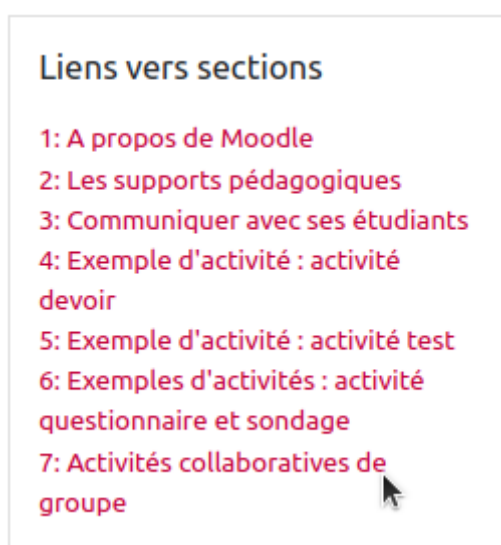 Liens vers sections
1: A propos de Moodle
2: Les supports pédagogiques
3: Communiquer avec ses étudiants
4: Exemple d'activité : activité
devoir
5: Exemple d'activité : activité test
6: Exemples d'activités : activité
questionnaire et sondage
7: Activités collaboratives de
groupe